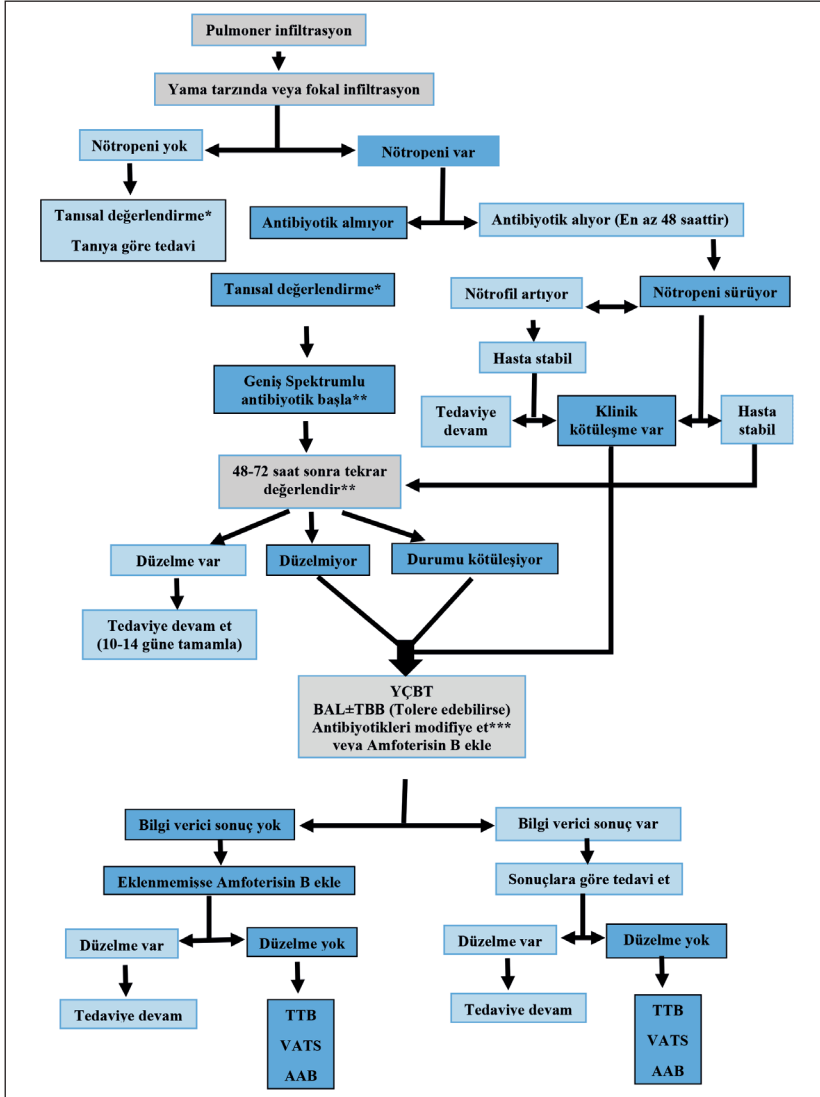 Pulmoner infiltrasyon
Yama tarzında veya fokal infiltrasyon
Nötropeni yok
Nötropeni var
Tanısal değerlendirme*
Tanıya göre tedavi
Antibiyotik almıyor
Antibiyotik alıyor (En az 48 saattir)
Tanısal değerlendirme*
Nötrofil artıyor
Nötropeni sürüyor
Hasta stabil
Geniş Spektrumlu
antibiyotik başla**
Tedaviye
devam
Klinik
kötüleşme var
Hasta
stabil
48-72 saat sonra tekrar
değerlendir**
Düzelme var
Düzelmiyor
Durumu kötüleşiyor
Tedaviye devam et
(10-14 güne tamamla)
YÇBT
BAL±TBB (Tolere edebilirse)
Antibiyotikleri modifiye et***
veya Amfoterisin B ekle
Bilgi verici sonuç yok
Bilgi verici sonuç var
Eklenmemişse Amfoterisin B ekle
Sonuçlara göre tedavi et
Düzelme var
Düzelme yok
Düzelme var
Düzelme yok
Tedaviye devam
TTB
VATS
AAB
Tedaviye devam
TTB
VATS
AAB